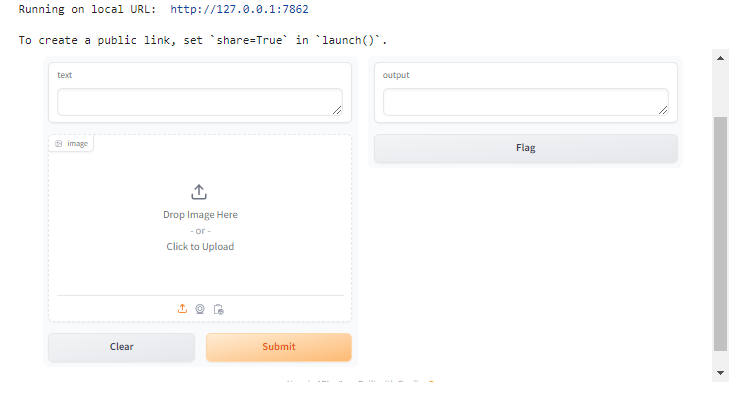 Running on local URL:  http://127.0.0.1:7862
To create a public link, set `share=True` in `launch()`.
text
output
image
Flag
Drop Image Here
- or -
Click to Upload
Clear
Submit